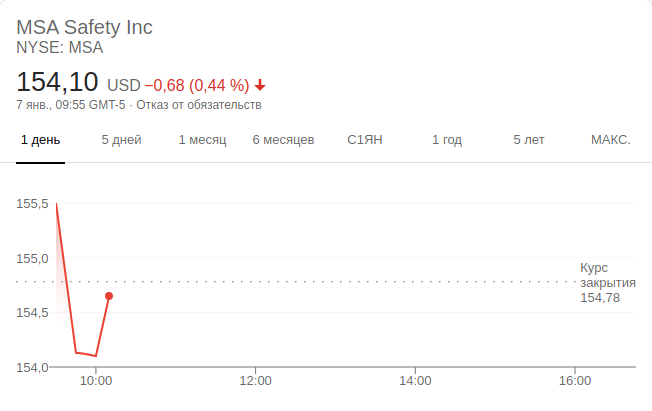 MSA Safety Inc
NYSE: MSA
154,10 USD −0,68 (0,44 %)
7 янв., 09:55 GMT-5 · Отказ от обязательств
1 день 5 дней 1 месяц 6 месяцев С1ЯН 1 год 5 лет МАКС.
155,5
155,0
Курс
закрытия
154,78
154,5
154,0
10:00 12:00 14:00 16:00